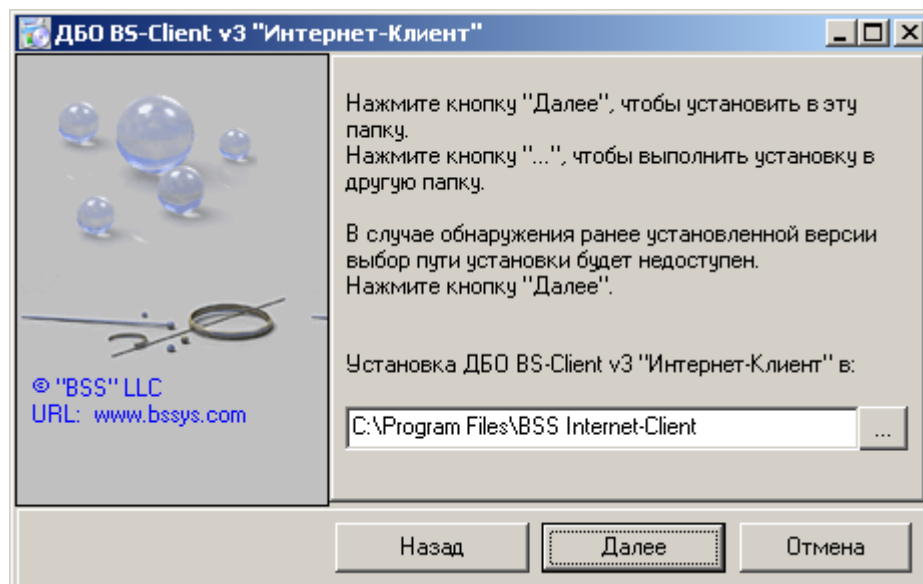 ДБО BS-Client v3 "Интернет-Клиент"
Нажмите кнопку "Далее", чтобы установить в эту
папку.
Нажмите кнопку "...", чтобы выполнить установку в
другую папку.
В случае обнаружения ранее установленной версии
выбор пути установки будет недоступен.
Нажмите кнопку "Далее".
Установка ДБО BS-Client v3 "Интернет-Клиент" в:
© "BSS" LLC
URL: www.bssys.com
C:\Program Files\BSS Internet-Client
...
Назад
Далее
Отмена